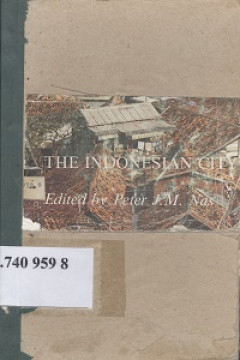 THE INDONESIAN CITY
Edited by Peter J.M. Nas
.740 959 8